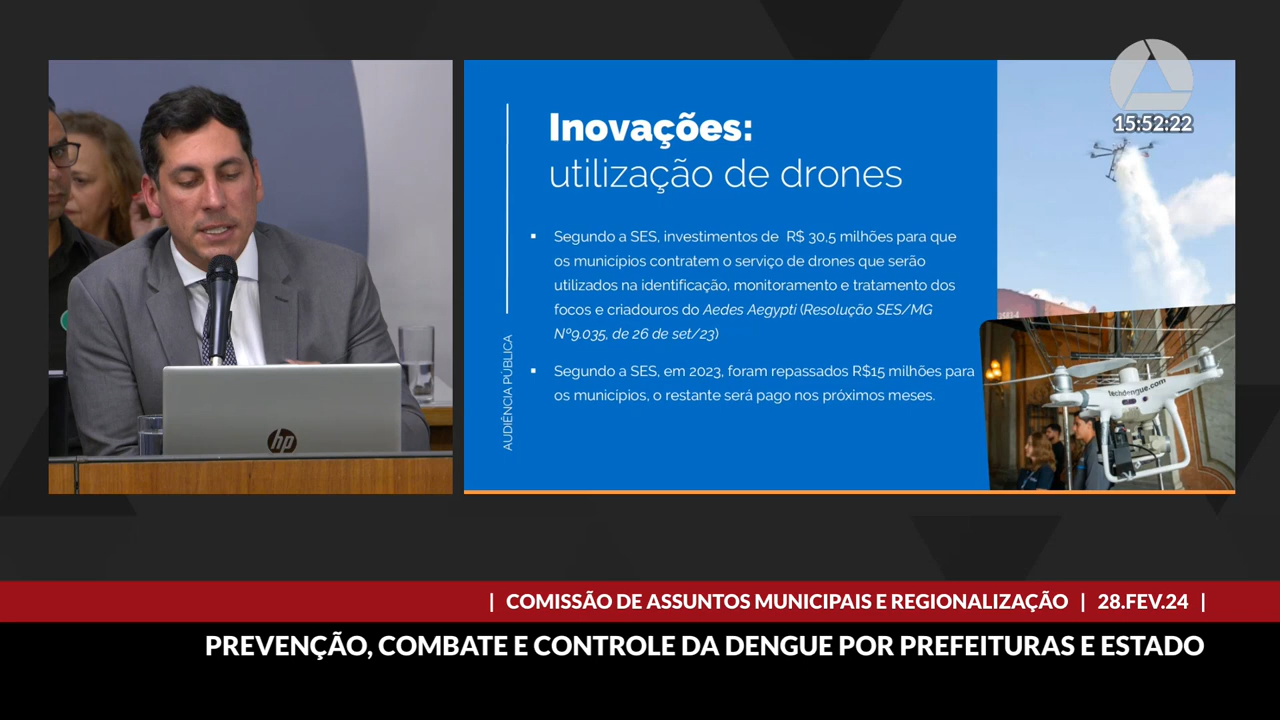 15:52:22
Inovações:
utilização de drones
▪ Segundo a SES, investimentos de R$ 30,5 milhões para que
os municípios contratem o serviço de drones que serão
utilizados na identificação, monitoramento e tratamento dos
focos e criadouros do Aedes Aegypti (Resolução SES/MG
Nº9.035, de 26 de set/23)
▪ Segundo a SES, em 2023, foram repassados R$15 milhões para
os municípios, o restante será pago nos próximos meses.
AUDIÊNCIA PÚBLICA
techdengue.com
hp
| COMISSÃO DE ASSUNTOS MUNICIPAIS E REGIONALIZAÇÃO | 28.FEV.24 |
PREVENÇÃO, COMBATE E CONTROLE DA DENGUE POR PREFEITURAS E ESTADO